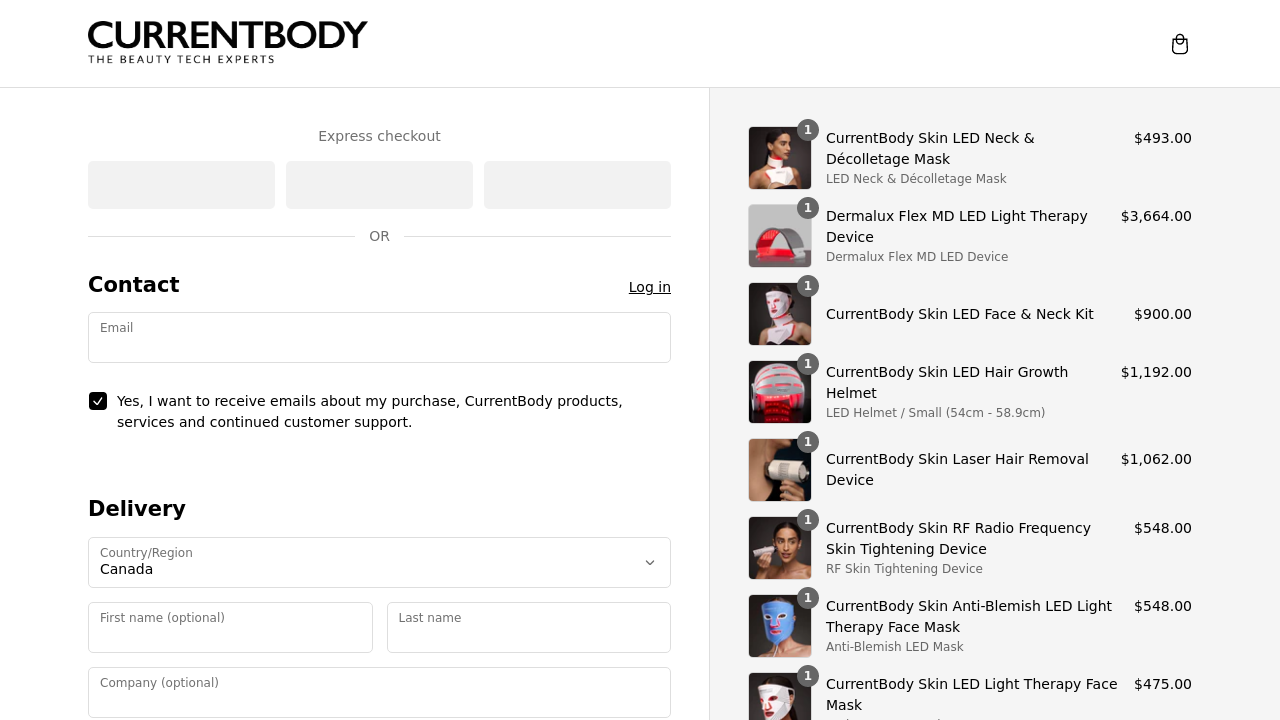 CURRENTBODY
THE BEAUTY TECH EXPERTS
Express checkout
OR
Contact
Log in
Email
Yes, I want to receive emails about my purchase, CurrentBody products,
services and continued customer support.
Delivery
Country/Region
Canada
First name (optional)
Last name
Company (optional)
1
CurrentBody Skin LED Neck &
Décolletage Mask
LED Neck & Décolletage Mask
$493.00
1
Dermalux Flex MD LED Light Therapy
Device
Dermalux Flex MD LED Device
$3,664.00
1
CurrentBody Skin LED Face & Neck Kit
$900.00
1
CurrentBody Skin LED Hair Growth
Helmet
LED Helmet / Small (54cm - 58.9cm)
$1,192.00
1
CurrentBody Skin Laser Hair Removal
Device
$1,062.00
1
CurrentBody Skin RF Radio Frequency
Skin Tightening Device
RF Skin Tightening Device
$548.00
1
CurrentBody Skin Anti-Blemish LED Light
Therapy Face Mask
Anti-Blemish LED Mask
$548.00
1
CurrentBody Skin LED Light Therapy Face
Mask
$475.00